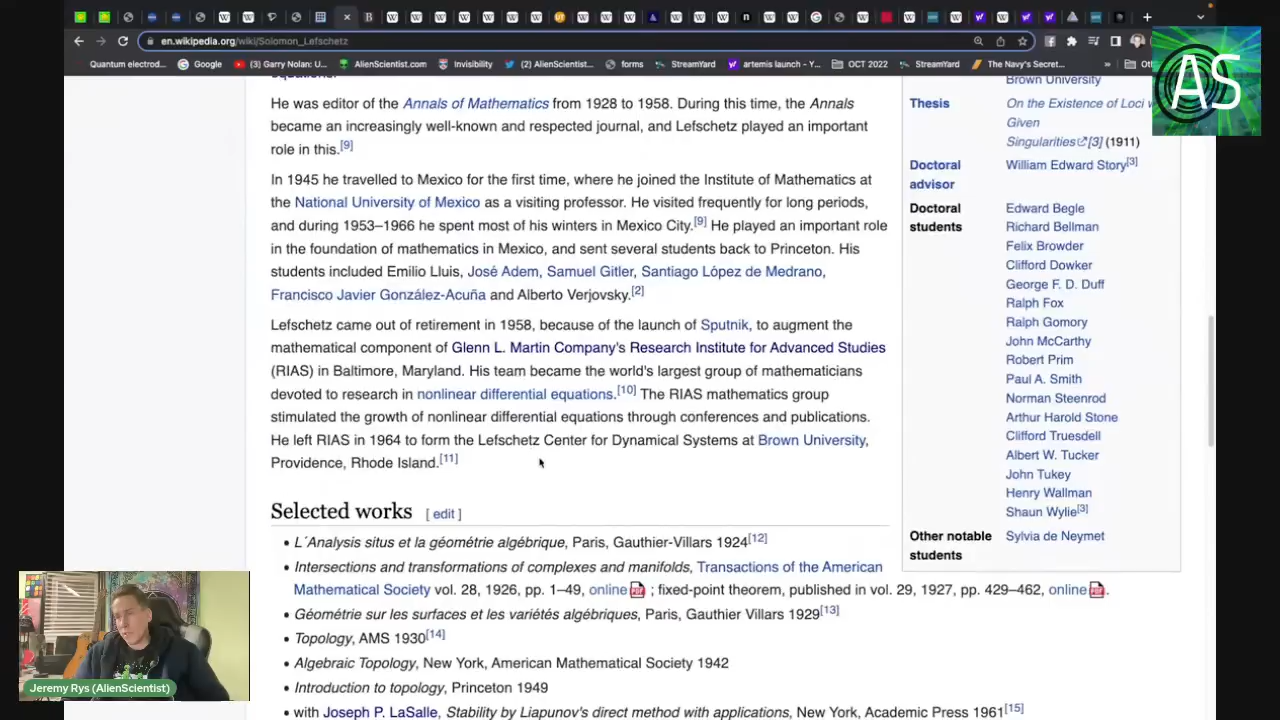 en.wikipedia.org/wiki/Solomon_Lefschetz
Quantum electrod...
Google
(3) Garry Nolan: U...
AlienScientist.com
Invisibility
(2) AlienScientist...
forms
StreamYard
artemis launch - Y...
OCT 2022
StreamYard
The Navy's Secret...
»
AS
equations.
He was editor of the Annals of Mathematics from 1928 to 1958. During this time, the Annals
became an increasingly well-known and respected journal, and Lefschetz played an important
role in this.[9]
In 1945 he travelled to Mexico for the first time, where he joined the Institute of Mathematics at
the National University of Mexico as a visiting professor. He visited frequently for long periods,
and during 1953–1966 he spent most of his winters in Mexico City.[9] He played an important role
in the foundation of mathematics in Mexico, and sent several students back to Princeton. His
students included Emilio Lluis, José Adem, Samuel Gitler, Santiago López de Medrano,
Francisco Javier González-Acuña and Alberto Verjovsky.[2]
Lefschetz came out of retirement in 1958, because of the launch of Sputnik, to augment the
mathematical component of Glenn L. Martin Company's Research Institute for Advanced Studies
(RIAS) in Baltimore, Maryland. His team became the world's largest group of mathematicians
devoted to research in nonlinear differential equations.[10] The RIAS mathematics group
stimulated the growth of nonlinear differential equations through conferences and publications.
He left RIAS in 1964 to form the Lefschetz Center for Dynamical Systems at Brown University,
Providence, Rhode Island.[11]
Selected works [ edit ]
• L´Analysis situs et la géométrie algébrique, Paris, Gauthier-Villars 1924[12]
• Intersections and transformations of complexes and manifolds, Transactions of the American
Mathematical Society vol. 28, 1926, pp. 1–49, online ; fixed-point theorem, published in vol. 29, 1927, pp. 429–462, online .
• Géométrie sur les surfaces et les variétés algébriques, Paris, Gauthier Villars 1929[13]
• Topology, AMS 1930[14]
• Algebraic Topology, New York, American Mathematical Society 1942
• Introduction to topology, Princeton 1949
• with Joseph P. LaSalle, Stability by Liapunov's direct method with applications, New York, Academic Press 1961[15]
Brown University
Thesis On the Existence of Loci w
Given
Singularities[3] (1911)
Doctoral advisor William Edward Story[3]
Doctoral students Edward Begle
Richard Bellman
Felix Browder
Clifford Dowker
George F. D. Duff
Ralph Fox
Ralph Gomory
John McCarthy
Robert Prim
Paul A. Smith
Norman Steenrod
Arthur Harold Stone
Clifford Truesdell
Albert W. Tucker
John Tukey
Henry Wallman
Shaun Wylie[3]
Other notable students Sylvia de Neymet
Jeremy Rys (AlienScientist)